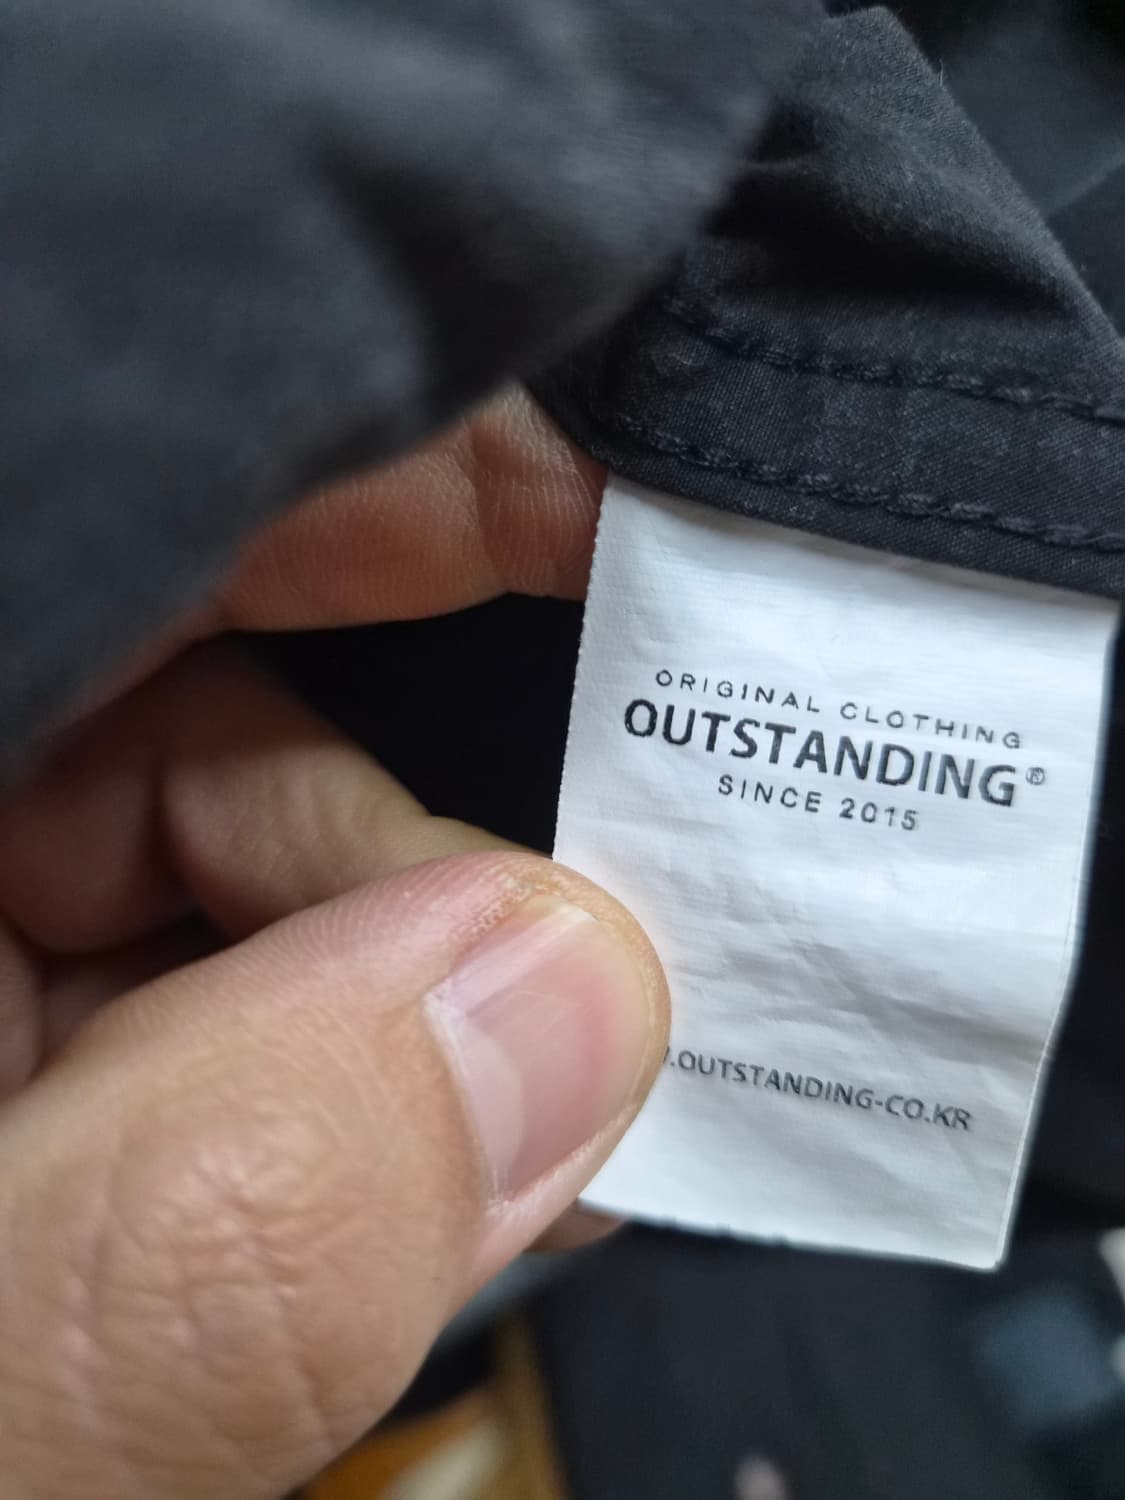 ORIGINAL CLOTHING
OUTSTANDING®
SINCE 2015
.OUTSTANDING-CO.KR